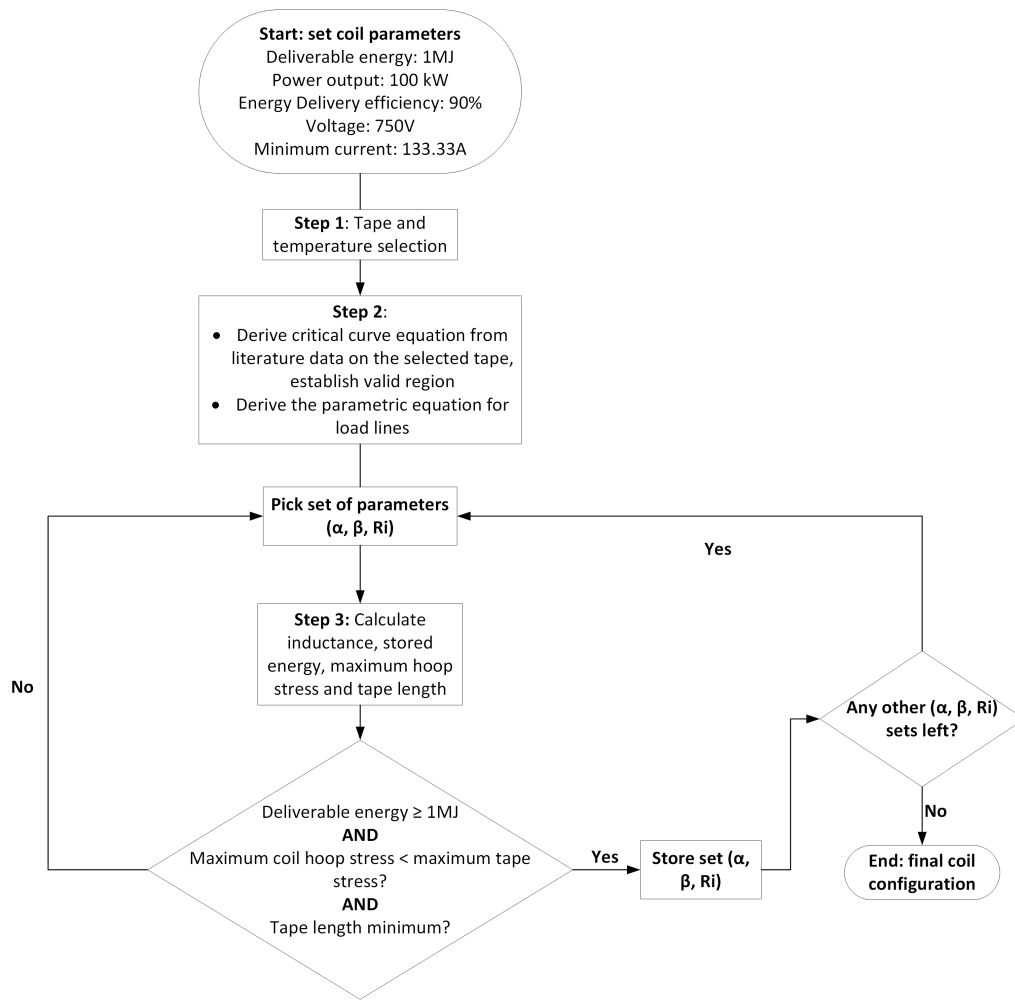 Start: set coil parameters
Deliverable energy: 1MJ
Power output: 100 kW
Energy Delivery efficiency: 90%
Voltage: 750V
Minimum current: 133.33A
Step 1: Tape and
temperature selection
Step 2:
• Derive critical curve equation from
literature data on the selected tape,
establish valid region
• Derive the parametric equation for
load lines
Pick set of parameters
(α, β, Ri)
Yes
Step 3: Calculate
inductance, stored
energy, maximum hoop
stress and tape length
No
Any other (α, β, Ri)
sets left?
Deliverable energy ≥ 1MJ
AND
Maximum coil hoop stress < maximum tape
stress?
AND
Tape length minimum?
Yes
Store set (α,
β, Ri)
No
End: final coil
configuration